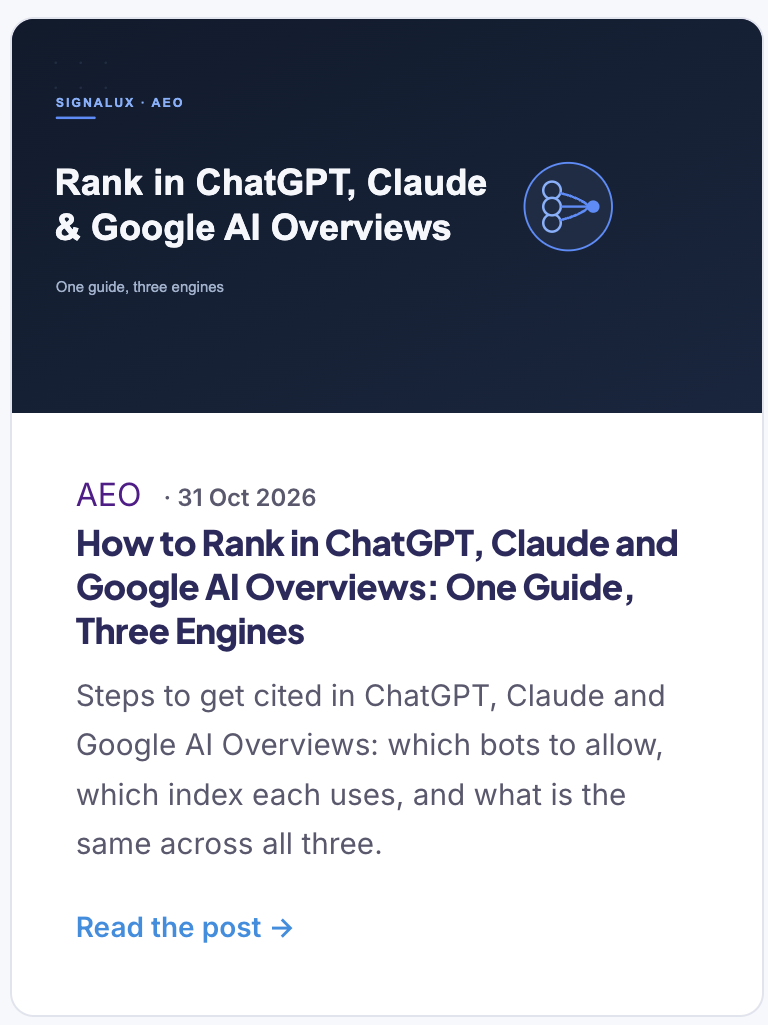 SIGNALUX · AEO
Rank in ChatGPT, Claude
& Google AI Overviews
One guide, three engines
AEO · 31 Oct 2026
How to Rank in ChatGPT, Claude and
Google AI Overviews: One Guide,
Three Engines
Steps to get cited in ChatGPT, Claude and
Google AI Overviews: which bots to allow,
which index each uses, and what is the
same across all three.
Read the post →